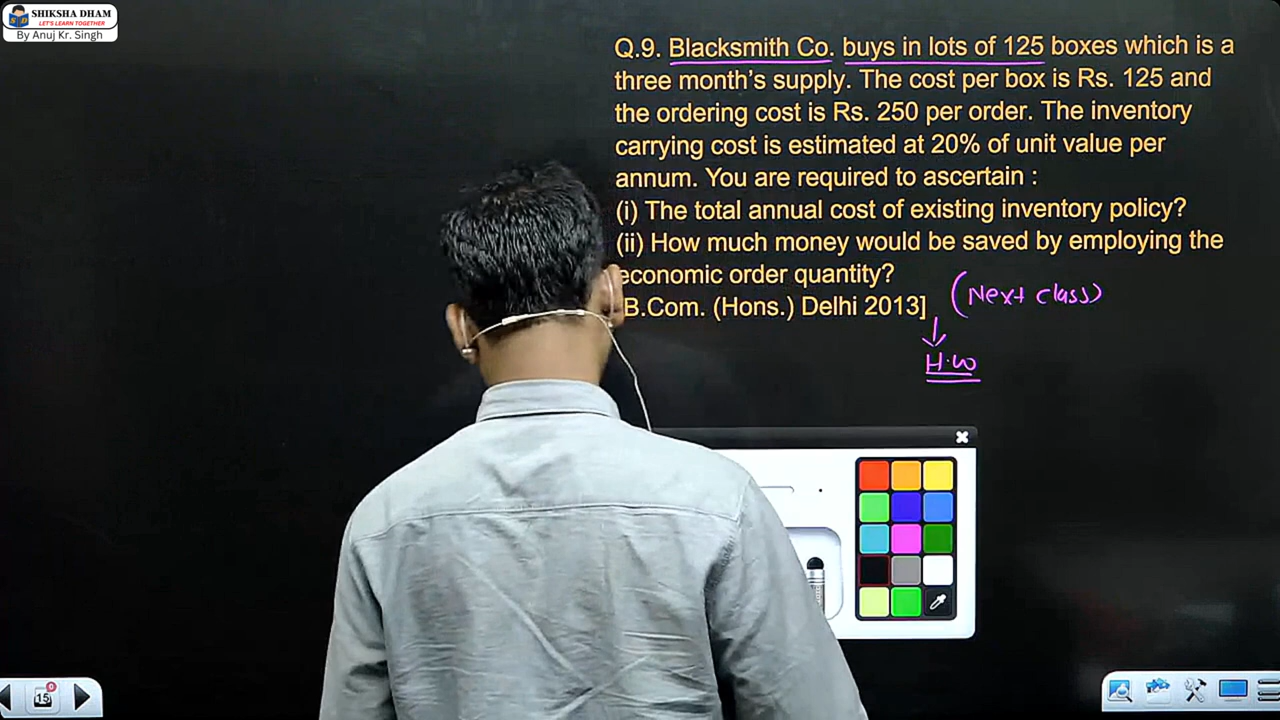 SHIKSHA DHAM
LET'S LEARN TOGETHER
By Anuj Kr. Singh
Q.9. Blacksmith Co. buys in lots of 125 boxes which is a
three month's supply. The cost per box is Rs. 125 and
the ordering cost is Rs. 250 per order. The inventory
carrying cost is estimated at 20% of unit value per
annum. You are required to ascertain :
(i) The total annual cost of existing inventory policy?
(ii) How much money would be saved by employing the
economic order quantity?
B.Com. (Hons.) Delhi 2013]
(Next class)
H.W
15
0